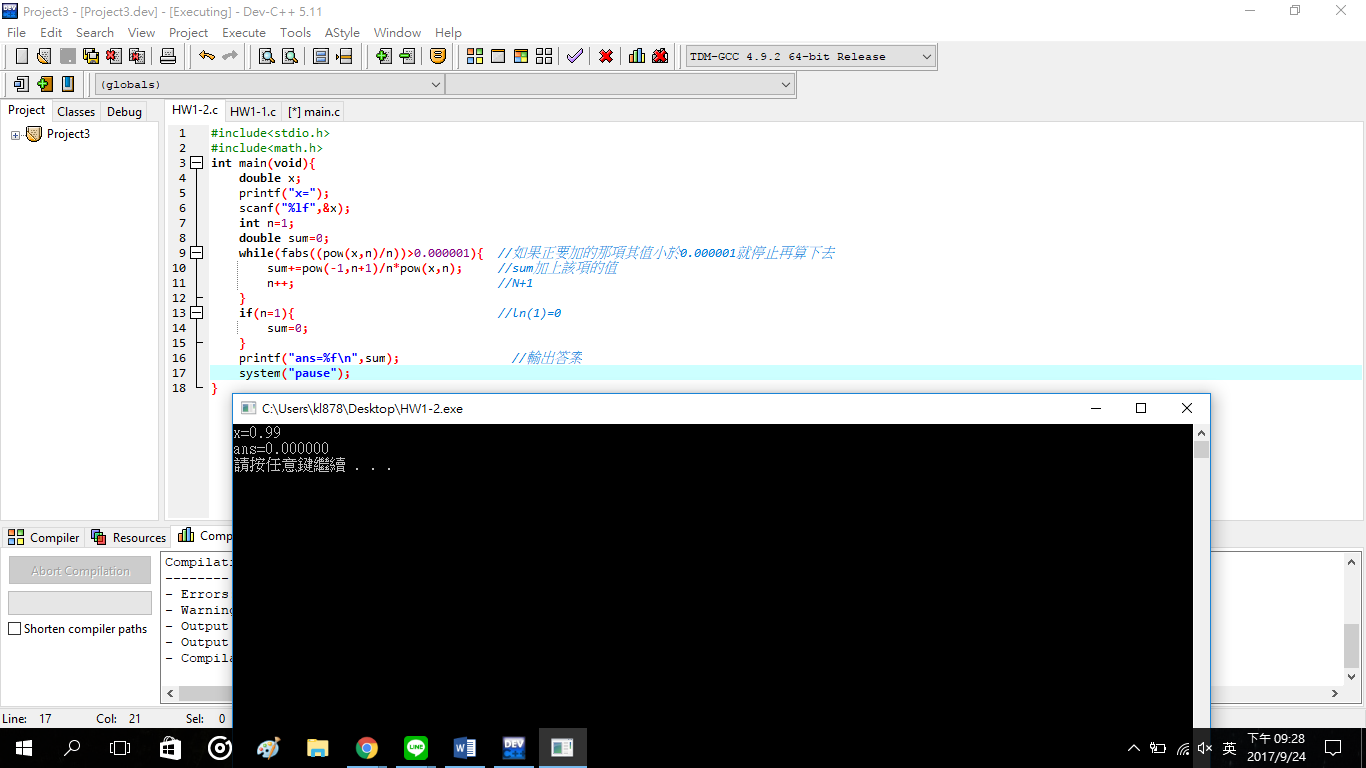 Project3 - [Project3.dev] - [Executing] - Dev-C++ 5.11
File Edit Search View Project Execute Tools AStyle Window Help
TDM-GCC 4.9.2 64-bit Release
(globals)
Project Classes Debug
HW1-2.c HW1-1.c [*] main.c
Project3
1 #include<stdio.h>
2 #include<math.h>
3 int main(void){
4 double x;
5 printf("x=");
6 scanf("%lf",&x);
7 int n=1;
8 double sum=0;
9 while(fabs((pow(x,n)/n))>0.000001){ //如果正要加的那項其值小於0.000001就停止再算下去
10 sum+=pow(-1,n+1)/n*pow(x,n); //sum加上該項的值
11 n++; //N+1
12 }
13 if(n=1){ //ln(1)=0
14 sum=0;
15 }
16 printf("ans=%f\n",sum); //輸出答案
17 system("pause");
18 }
C:\Users\kl878\Desktop\HW1-2.exe
x=0.99
ans=0.000000
請按任意鍵繼續 . . .
Compiler Resources Comp
Abort Compilation
Shorten compiler paths
Compilat
--------
- Errors
- Warning
- Output
- Output
- Compila
Line: 17 Col: 21 Sel: 0
LINE
DEV
英
下午 09:28
2017/9/24